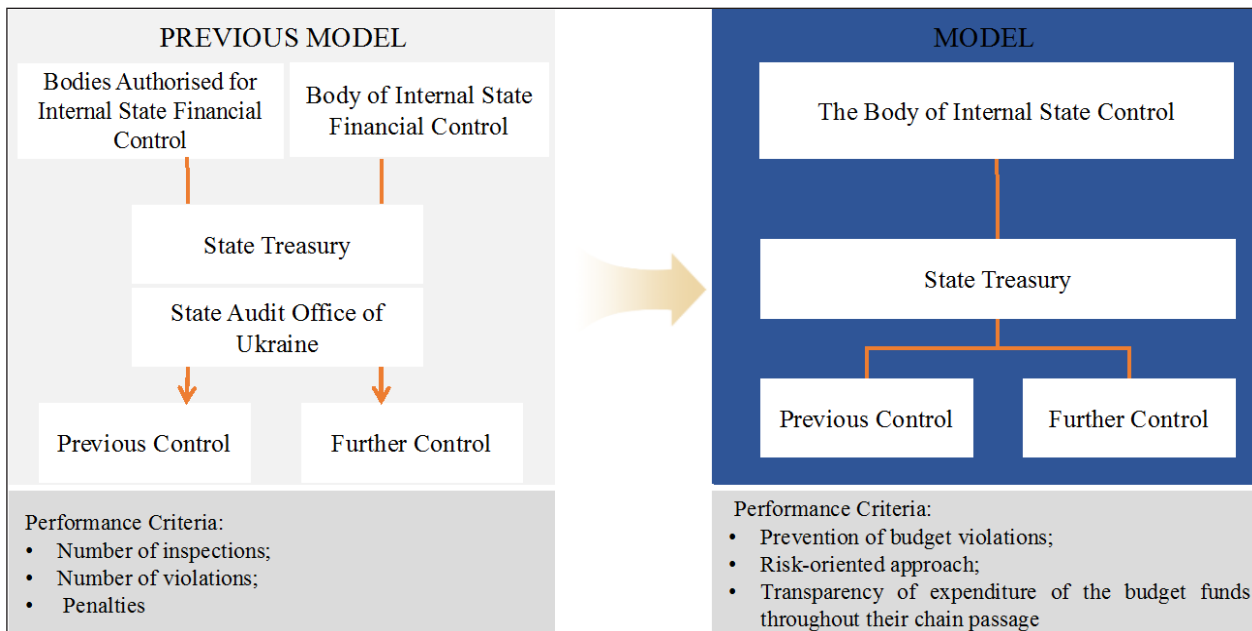 PREVIOUS MODEL
Bodies Authorised for
Internal State Financial
Control
Body of Internal State
Financial Control
State Treasury
State Audit Office of
Ukraine
Previous Control
Further Control
Performance Criteria:
• Number of inspections;
• Number of violations;
• Penalties
MODEL
The Body of Internal State Control
State Treasury
Previous Control
Further Control
Performance Criteria:
• Prevention of budget violations;
• Risk-oriented approach;
• Transparency of expenditure of the budget funds
throughout their chain passage